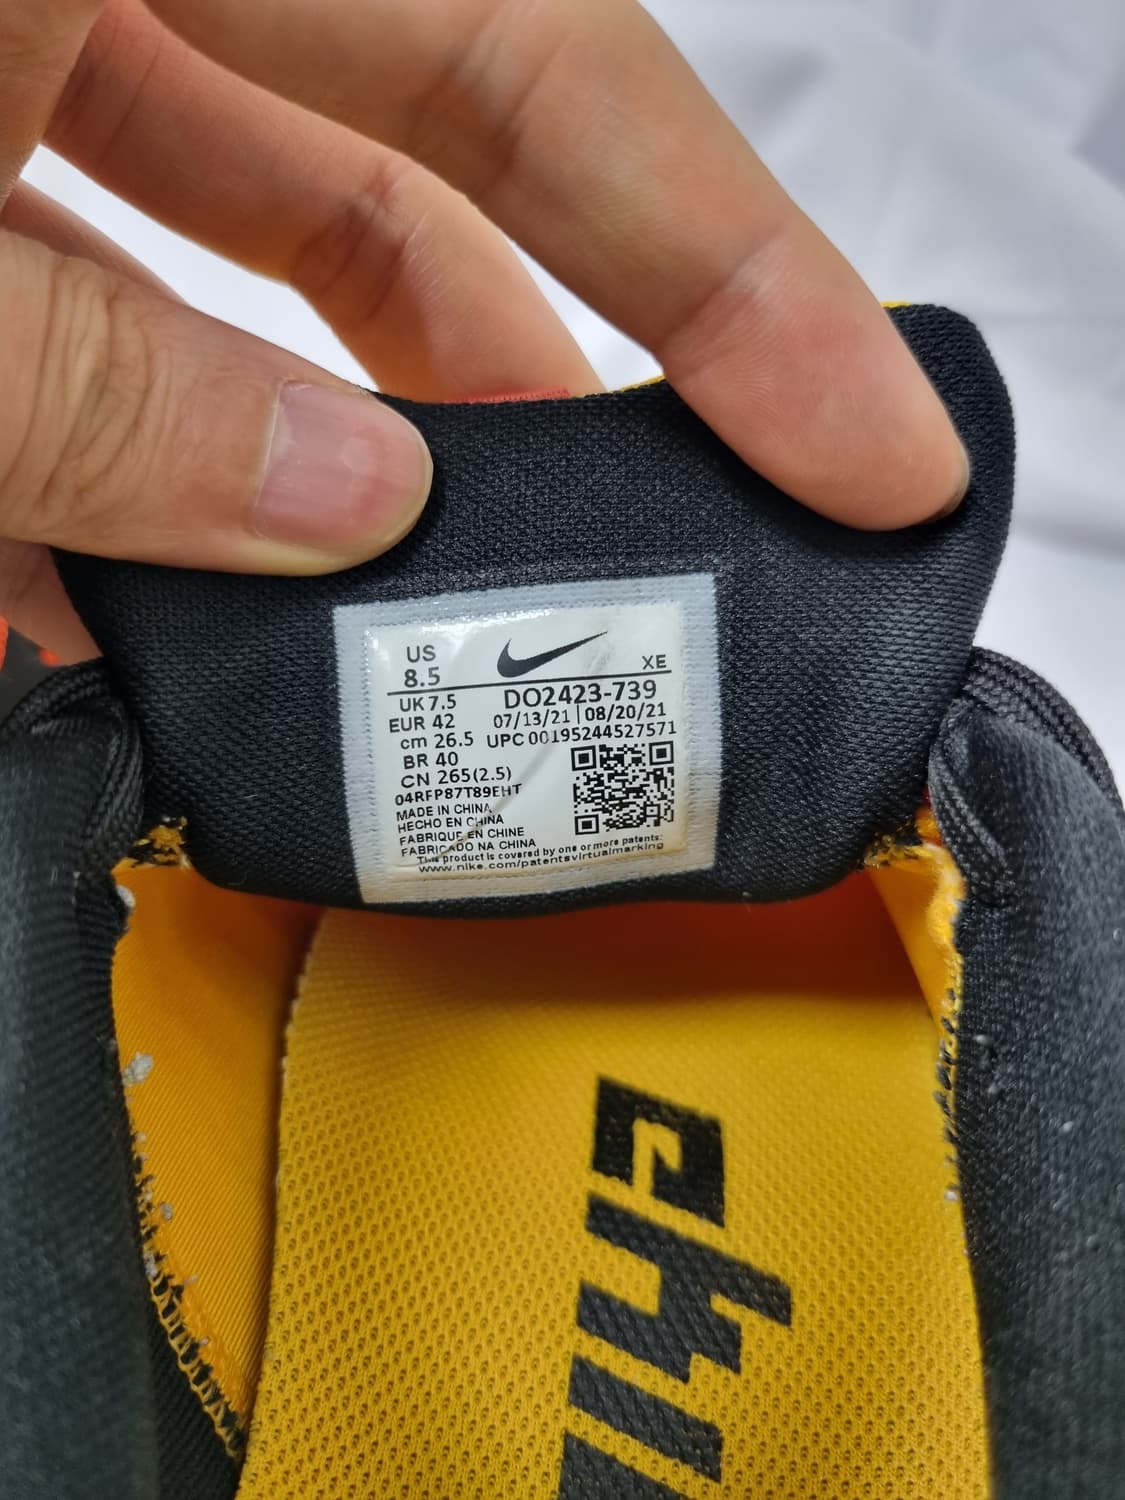 US
8.5
XE
UK 7.5
DO2423-739
EUR 42
07/13/21 | 08/20/21
cm 26.5
UPC 00195244527571
BR 40
CN 265(2.5)
04RFP87T89EHT
MADE IN CHINA
HECHO EN CHINA
FABRIQUE EN CHINE
FABRICADO NA CHINA
This product is covered by one or more patents:
www.nike.com/patentsvirtualmarking